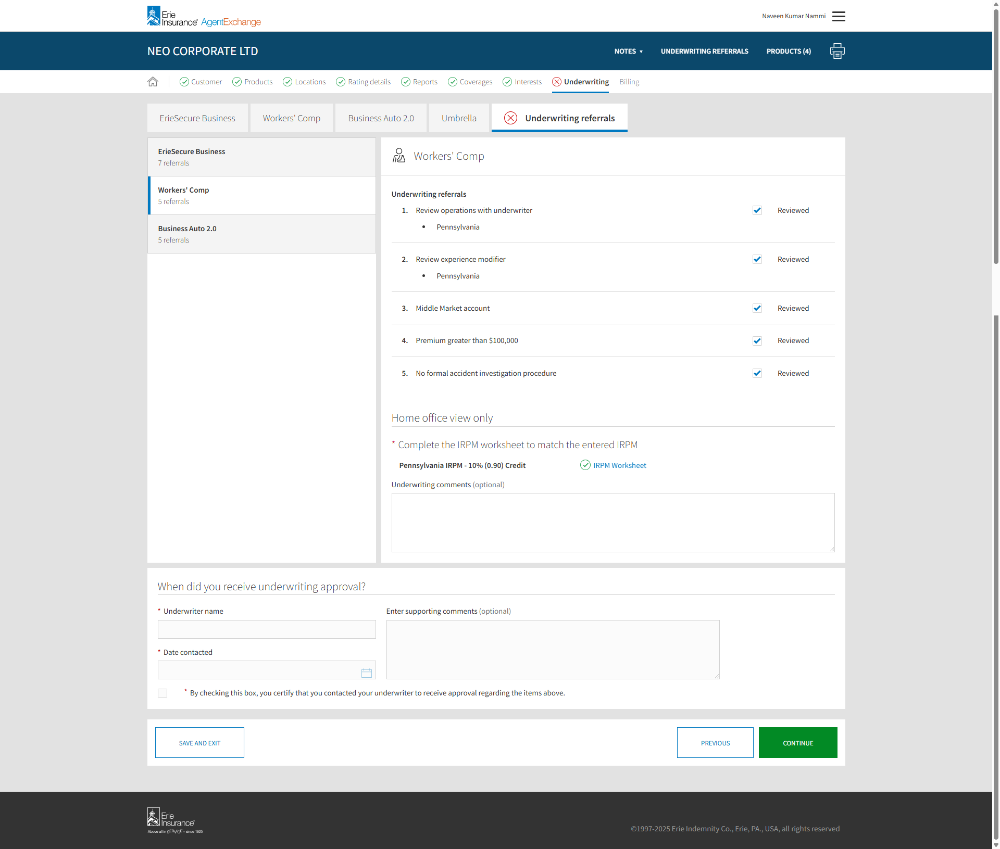 Erie
Insurance® AgentExchange
Naveen Kumar Nammi
NEO CORPORATE LTD
NOTES ▼
UNDERWRITING REFERRALS
PRODUCTS (4)
Customer
Products
Locations
Rating details
Reports
Coverages
Interests
Underwriting
Billing
ErieSecure Business
Workers' Comp
Business Auto 2.0
Umbrella
Underwriting referrals
ErieSecure Business
7 referrals
Workers' Comp
5 referrals
Business Auto 2.0
5 referrals
Workers' Comp
Underwriting referrals
1. Review operations with underwriter
Reviewed
• Pennsylvania
2. Review experience modifier
Reviewed
• Pennsylvania
3. Middle Market account
Reviewed
4. Premium greater than $100,000
Reviewed
5. No formal accident investigation procedure
Reviewed
Home office view only
* Complete the IRPM worksheet to match the entered IRPM
Pennsylvania IRPM - 10% (0.90) Credit
IRPM Worksheet
Underwriting comments (optional)
When did you receive underwriting approval?
* Underwriter name
Enter supporting comments (optional)
* Date contacted
* By checking this box, you certify that you contacted your underwriter to receive approval regarding the items above.
SAVE AND EXIT
PREVIOUS
CONTINUE
Erie
Insurance®
Above all in SERVICE® – since 1925
©1997-2025 Erie Indemnity Co., Erie, PA., USA, all rights reserved